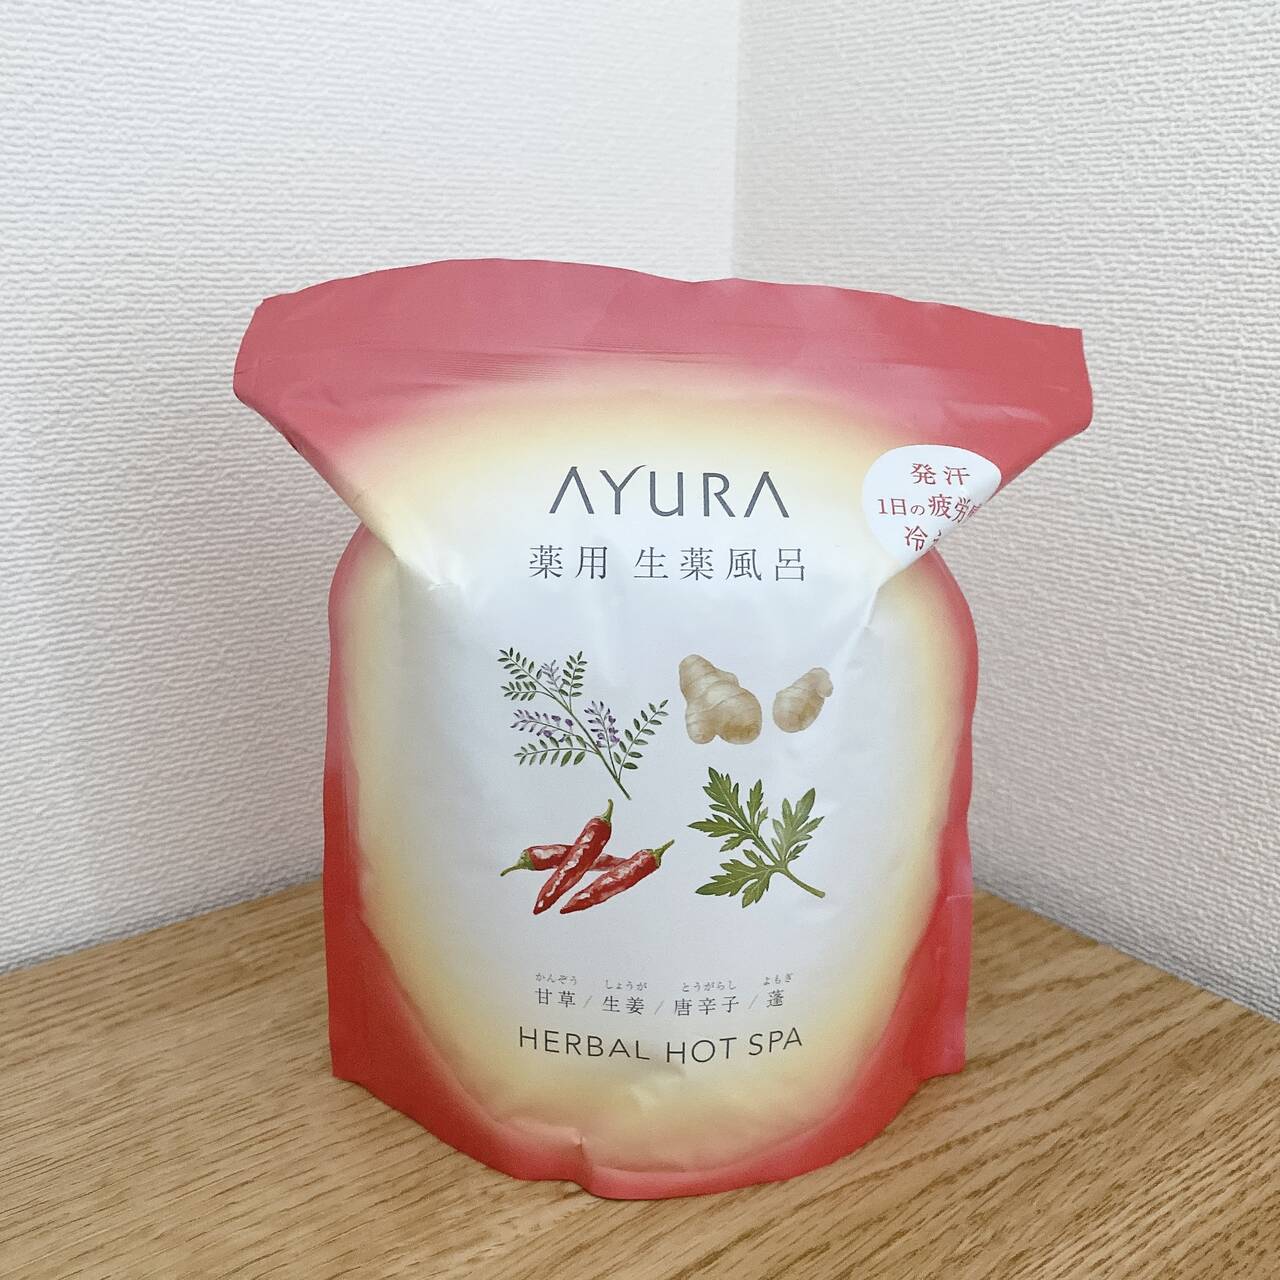 AYURA
薬用 生薬風呂
発汗
1日の疲労
冷
かんぞう しょうが とうがらし よもぎ
甘草 / 生姜 / 唐辛子 / 蓬
HERBAL HOT SPA